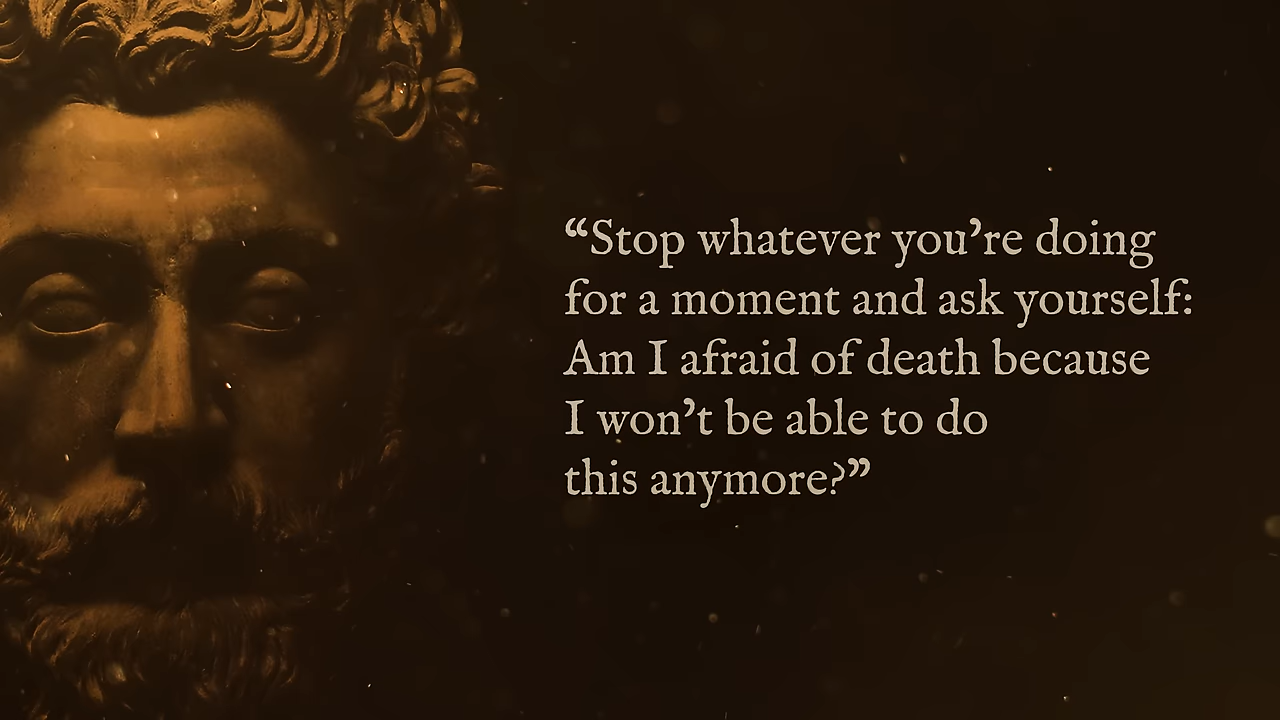 “Stop whatever you’re doing
for a moment and ask yourself:
Am I afraid of death because
I won’t be able to do
this anymore?”